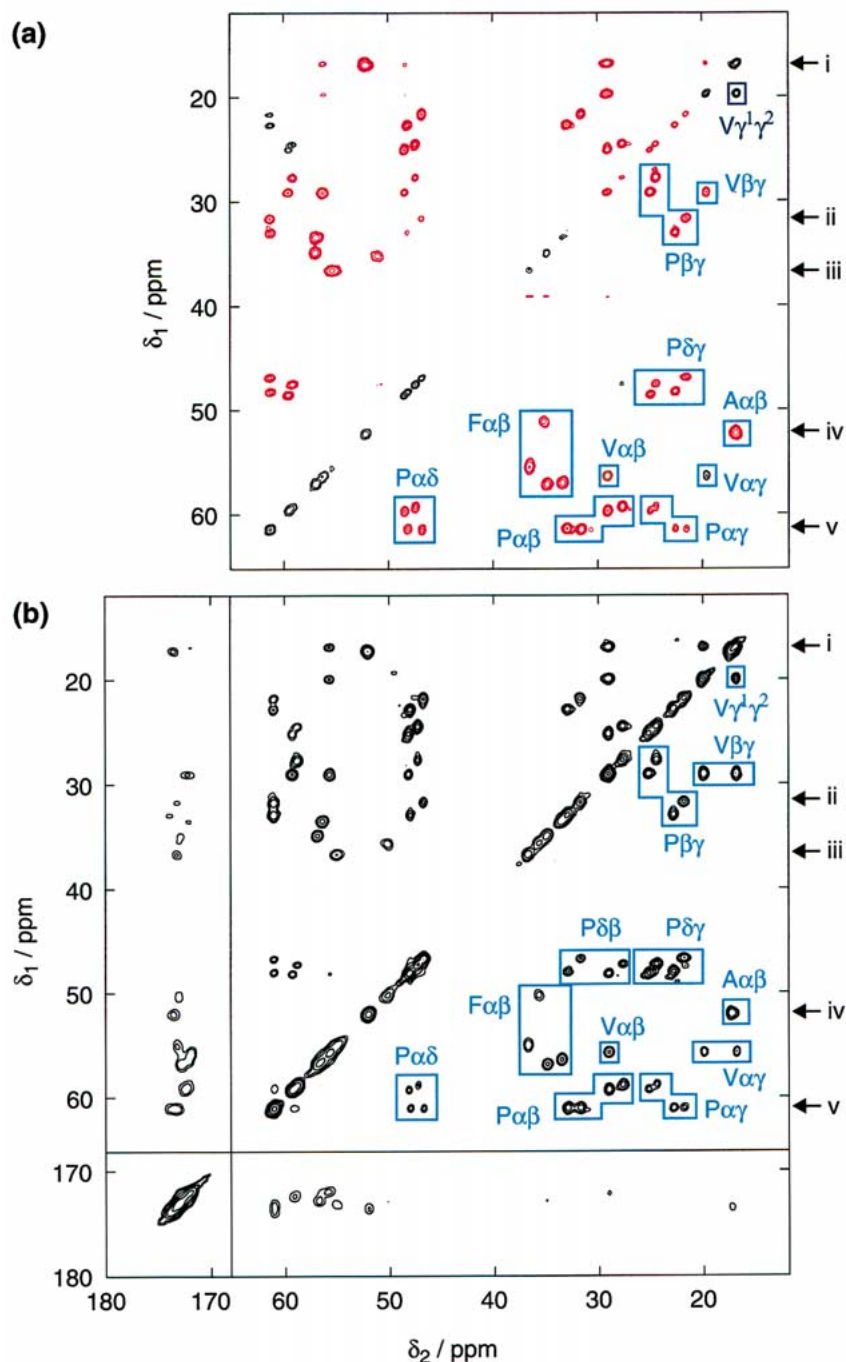 (a)
i
20
Vγ¹γ²
Vβγ
30
ii
Pβγ
iii
δ₁ / ppm
40
Pδγ
50
Fαβ
Aαβ
iv
Vαβ
Pαδ
Vαγ
60
Pαβ
Pαγ
v
(b)
i
20
Vγ¹γ²
Vβγ
30
ii
Pβγ
iii
δ₁ / ppm
40
Pδβ
Pδγ
50
Fαβ
Aαβ
iv
Vαβ
Pαδ
Vαγ
60
Pαβ
Pαγ
v
170
180
180 170 60 50 40 30 20
δ₂ / ppm